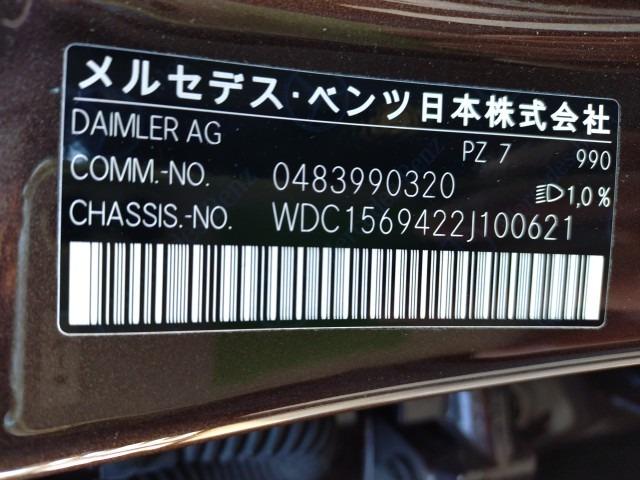 メルセデス・ベンツ日本株式会社
DAIMLER AG
PZ 7 990
COMM.-NO. 0483990320 1,0 %
CHASSIS.-NO. WDC1569422J100621